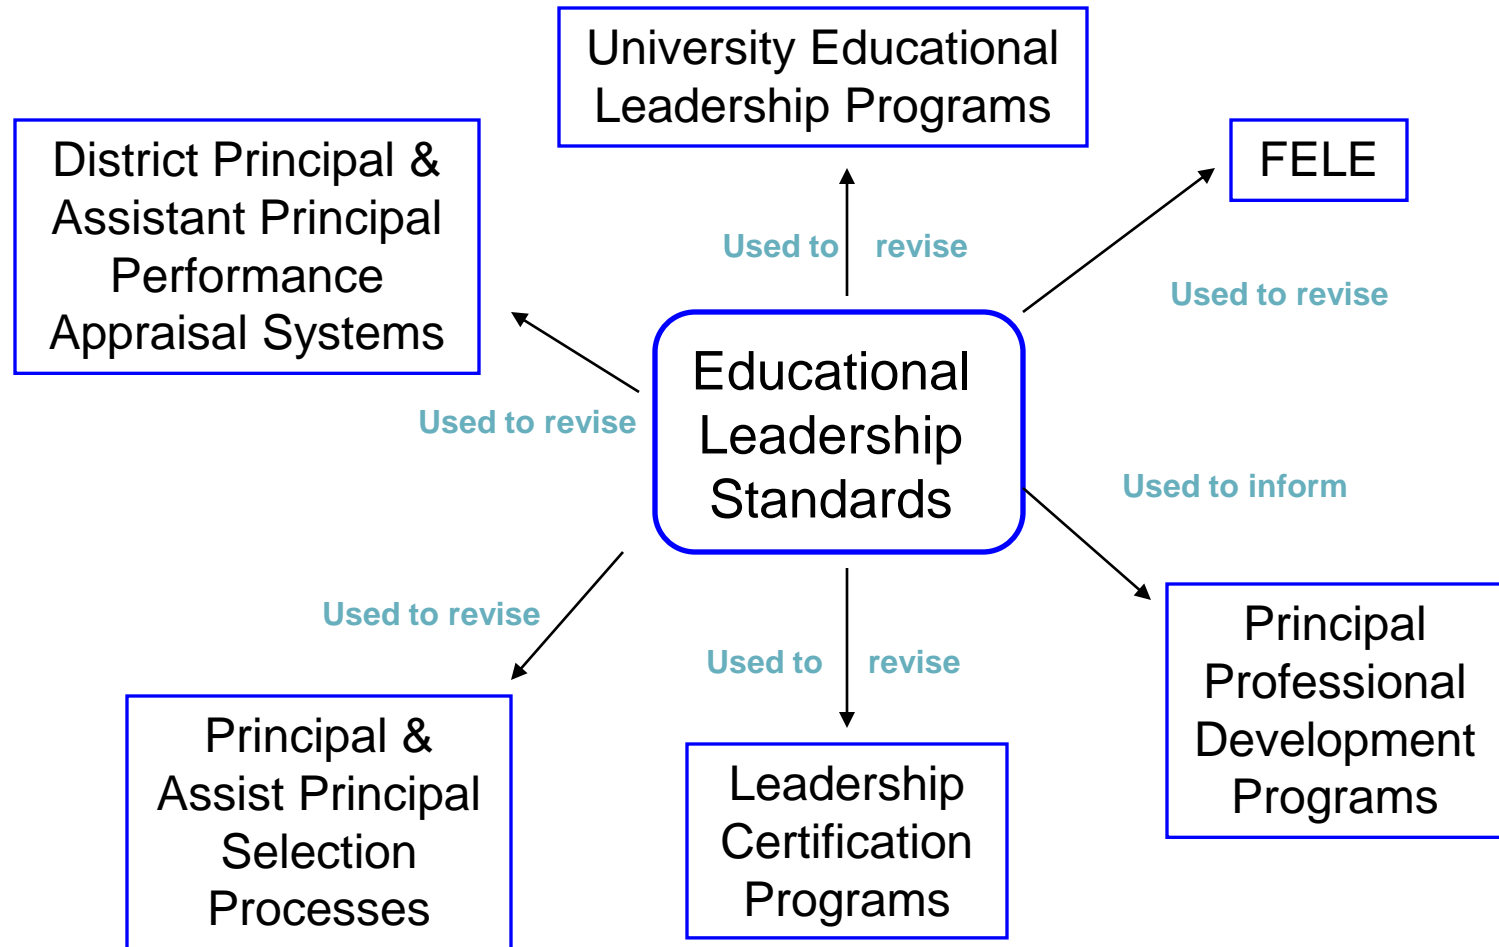 University Educational
Leadership Programs
District Principal &
Assistant Principal
Performance
Appraisal Systems
FELE
Used to revise
Used to revise
Used to revise
Educational
Leadership
Standards
Used to inform
Used to revise
Used to revise
Principal
Professional
Development
Programs
Principal &
Assist Principal
Selection
Processes
Leadership
Certification
Programs